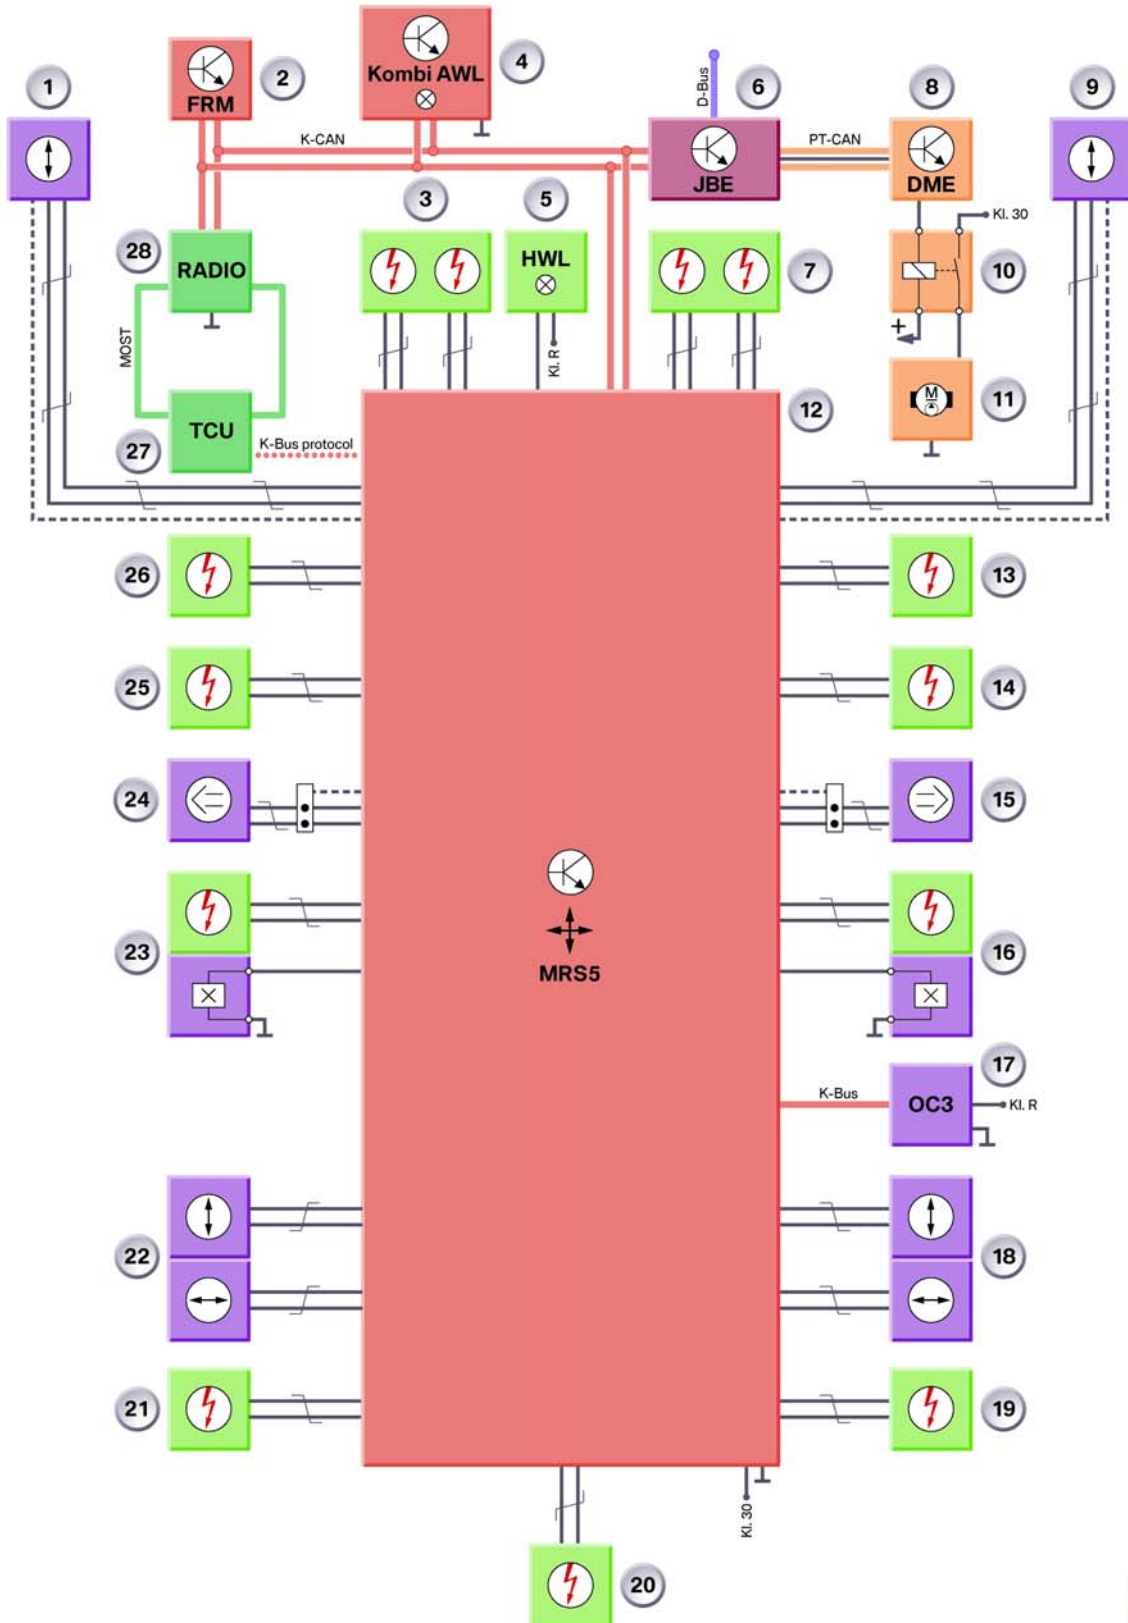 1
2
FRM
Kombi AWL
4
D-Bus
6
JBE
K-CAN
PT-CAN
8
DME
9
3
5
HWL
Kl. R
7
Kl. 30
10
+
28
RADIO
MOST
TCU
27
K-Bus protocol
M
11
12
26
13
25
14
24
15
23
16
MRS5
17
K-Bus
OC3
Kl. R
22
18
21
19
Kl. 30
20